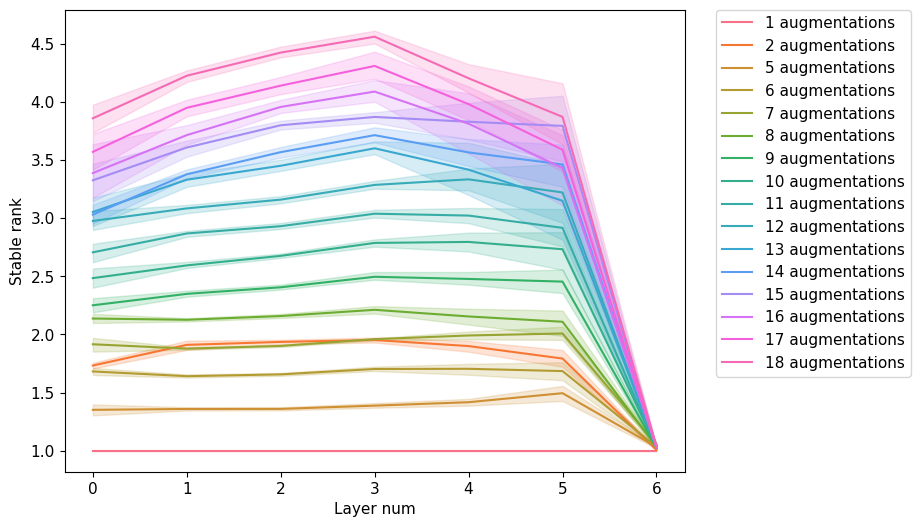 Stable rank
4.5
4.0
3.5
3.0
2.5
2.0
1.5
1.0
0 1 2 3 4 5 6
Layer num
1 augmentations
2 augmentations
5 augmentations
6 augmentations
7 augmentations
8 augmentations
9 augmentations
10 augmentations
11 augmentations
12 augmentations
13 augmentations
14 augmentations
15 augmentations
16 augmentations
17 augmentations
18 augmentations